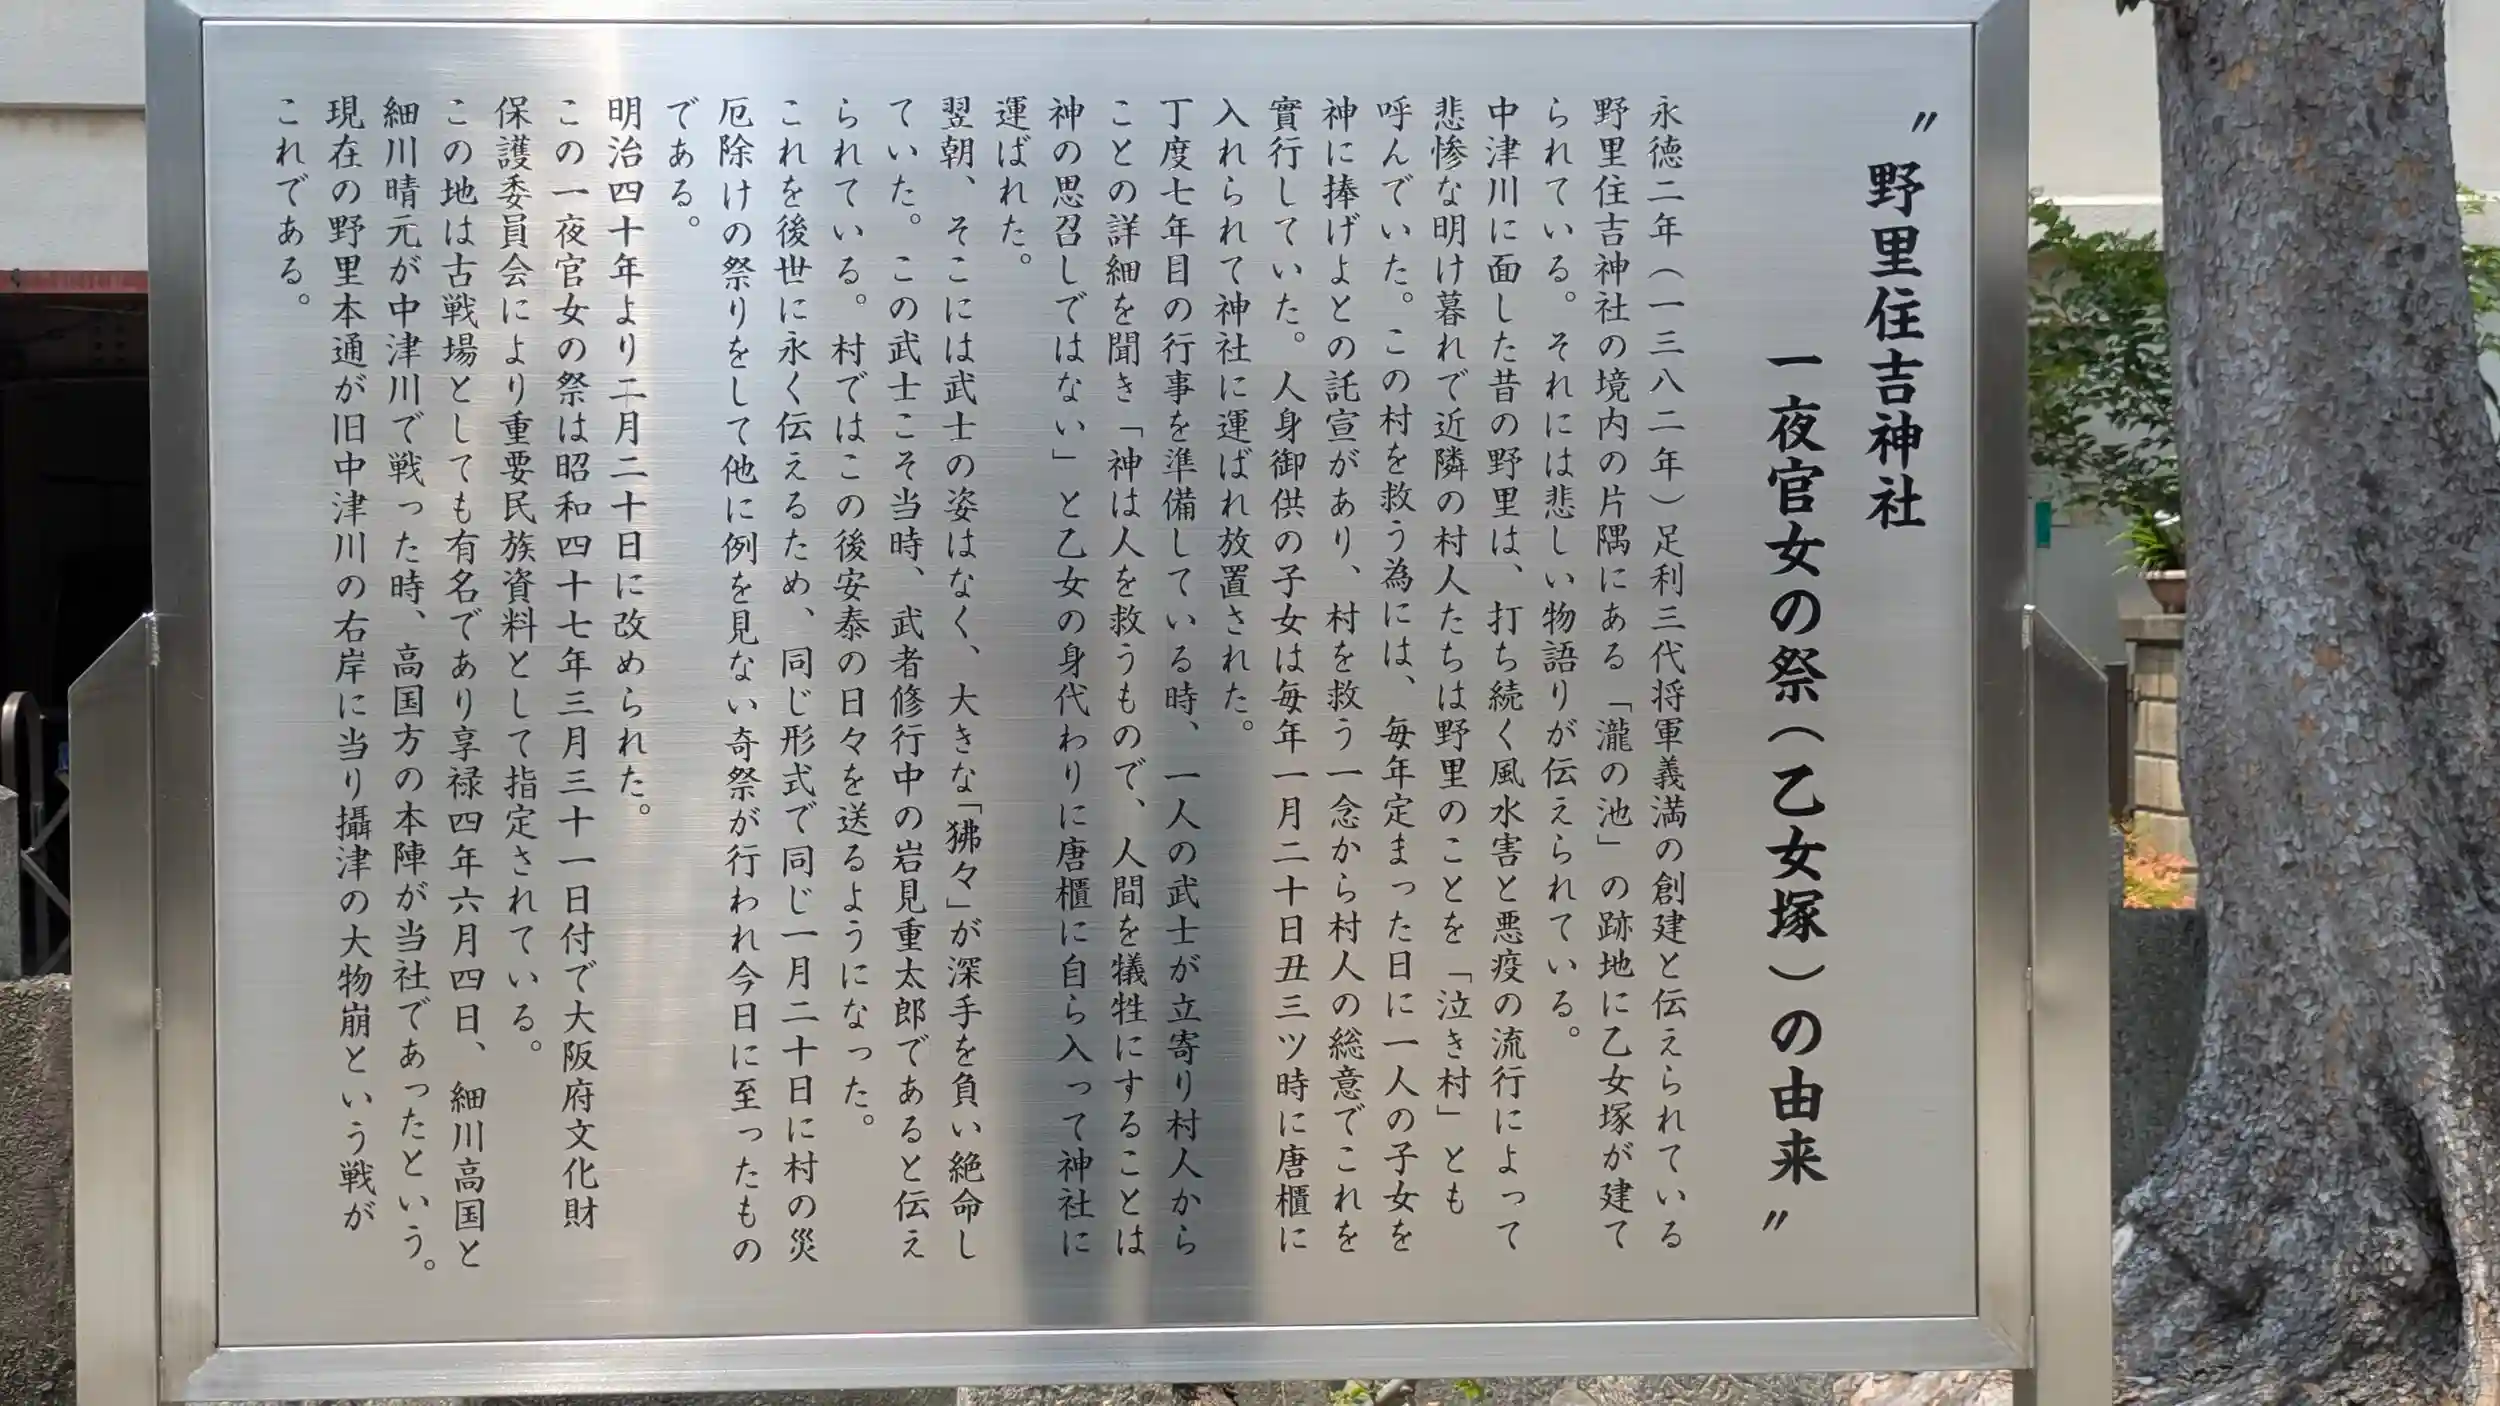 〃野里住吉神社
一夜官女の祭(乙女塚)の由来〃
永徳二年(一三八二年)足利三代将軍義満の創建と伝えられている
野里住吉神社の境内の片隅にある「瀧の池」の跡地に乙女塚が建て
られている。それには悲しい物語りが伝えられている。
中津川に面した昔の野里は、打ち続く風水害と悪疫の流行によって
悲惨な明け暮れで近隣の村人たちは野里のことを「泣き村」とも
呼んでいた。この村を救う為には、毎年定まった日に一人の子女を
神に捧げよとの託宣があり、村を救う一念から村人の総意でこれを
實行していた。人身御供の子女は毎年一月二十日丑三ツ時に唐櫃に
入れられて神社に運ばれ放置された。
丁度七年目の行事を準備している時、一人の武士が立寄り村人から
ことの詳細を聞き「神は人を救うもので、人間を犠牲にすることは
神の思召しではない」と乙女の身代わりに唐櫃に自ら入って神社に
運ばれた。
翌朝、そこには武士の姿はなく、大きな「狒々」が深手を負い絶命し
ていた。この武士こそ当時、武者修行中の岩見重太郎であると伝え
られている。村ではこの後安泰の日々を送るようになった。
これを後世に永く伝えるため、同じ形式で同じ一月二十日に村の災
厄除けの祭りをして他に例を見ない奇祭が行われ今日に至ったもの
である。
明治四十年より二月二十日に改められた。
この一夜官女の祭は昭和四十七年三月三十一日付で大阪府文化財
保護委員会により重要民族資料として指定されている。
この地は古戦場としても有名であり享禄四年六月四日、細川高国と
細川晴元が中津川で戦った時、高国方の本陣が当社であったという。
現在の野里本通が旧中津川の右岸に当り攝津の大物崩という戦が
これである。